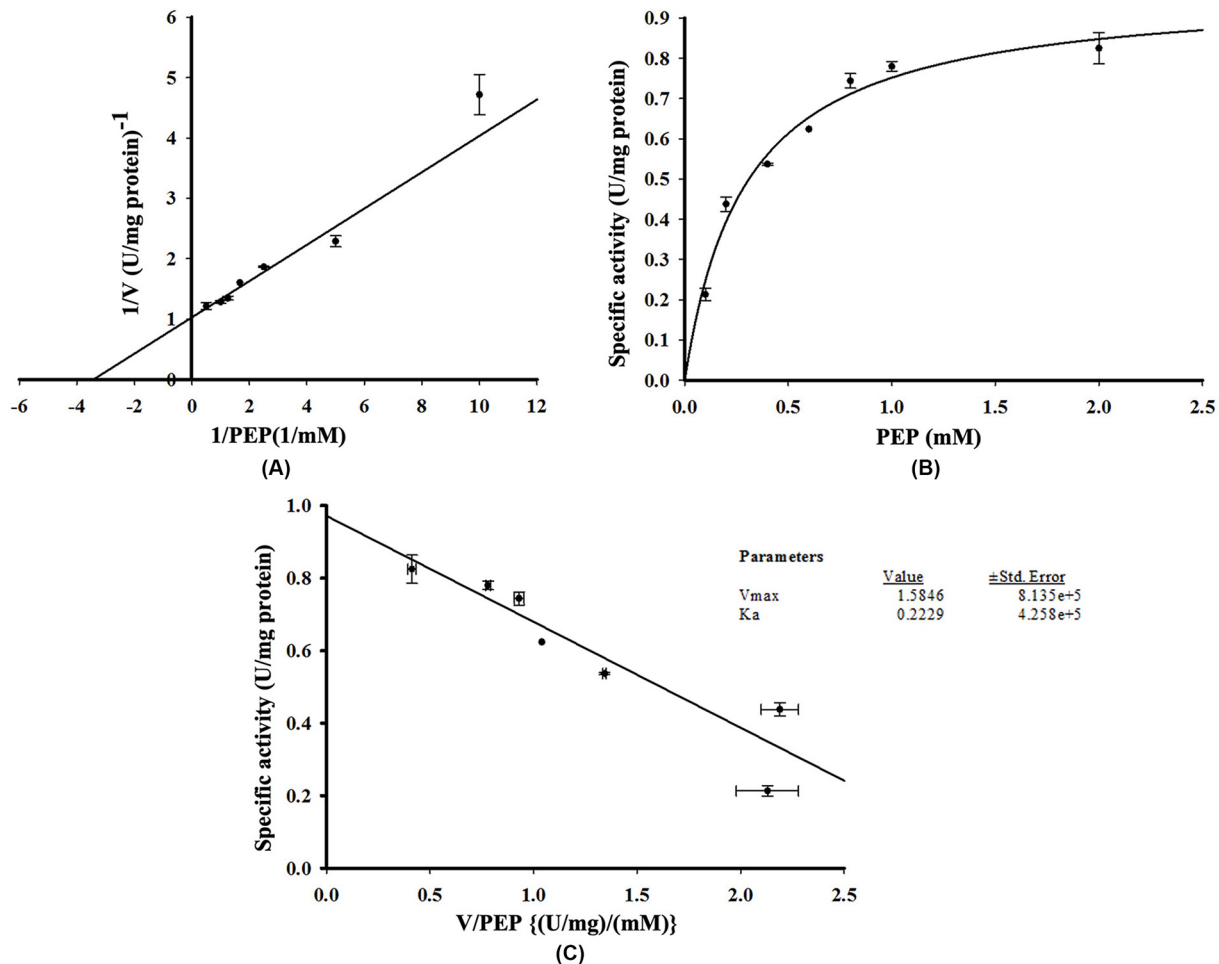 6
5
4
3
2
1
0
-6 -4 -2 0 2 4 6 8 10 12
1/V (U/mg protein)-1
1/PEP(1/mM)
(A)
0.9
0.8
0.7
0.6
0.5
0.4
0.3
0.2
0.1
0.0
0.0 0.5 1.0 1.5 2.0 2.5
Specific activity (U/mg protein)
PEP (mM)
(B)
1.0
0.8
0.6
0.4
0.2
0.0
0.0 0.5 1.0 1.5 2.0 2.5
Specific activity (U/mg protein)
V/PEP {(U/mg)/(mM)}
(C)
Parameters
Value ±Std. Error
Vmax 1.5846 8.135e+5
Ka 0.2229 4.258e+5